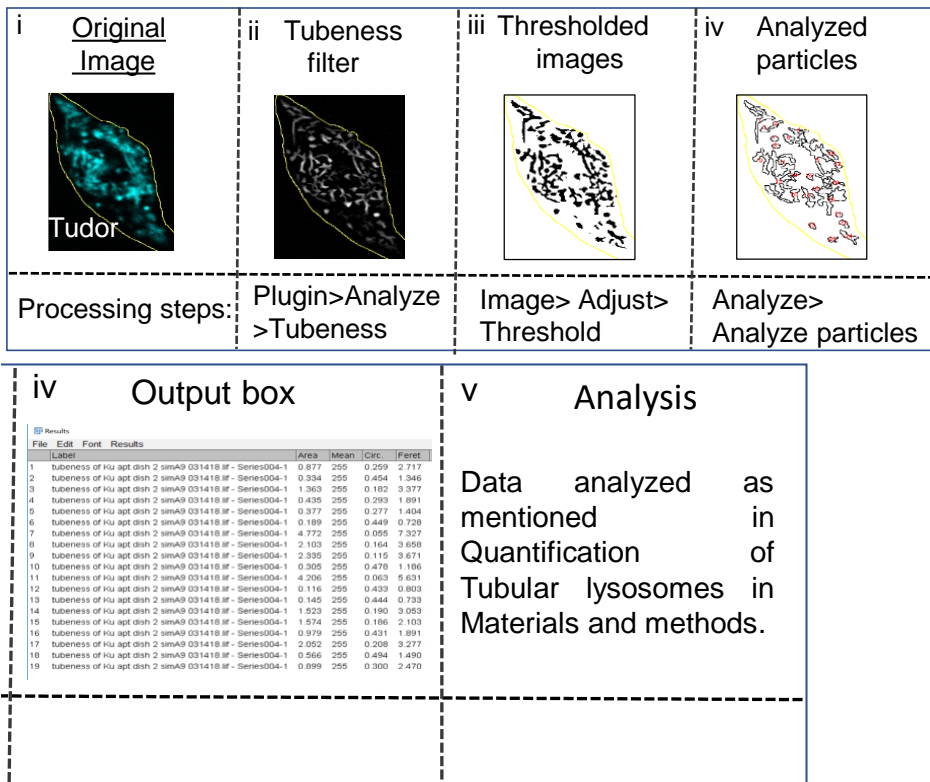 i Original Image
ii Tubeness filter
iii Thresholded images
iv Analyzed particles
Tudor
Processing steps:
Plugin>Analyze
>Tubeness
Image> Adjust>
Threshold
Analyze>
Analyze particles
iv Output box
Results
File Edit Font Results
Label Area Mean Circ. Feret
1 tubeness of Ku apt dish 2 simA9 031418.lif - Series004-1 0.877 255 0.259 2.717
2 tubeness of Ku apt dish 2 simA9 031418.lif - Series004-1 0.334 255 0.454 1.346
3 tubeness of Ku apt dish 2 simA9 031418.lif - Series004-1 1.363 255 0.182 3.377
4 tubeness of Ku apt dish 2 simA9 031418.lif - Series004-1 0.435 255 0.293 1.891
5 tubeness of Ku apt dish 2 simA9 031418.lif - Series004-1 0.377 255 0.277 1.404
6 tubeness of Ku apt dish 2 simA9 031418.lif - Series004-1 0.189 255 0.449 0.728
7 tubeness of Ku apt dish 2 simA9 031418.lif - Series004-1 4.772 255 0.055 7.327
8 tubeness of Ku apt dish 2 simA9 031418.lif - Series004-1 2.103 255 0.164 3.658
9 tubeness of Ku apt dish 2 simA9 031418.lif - Series004-1 2.335 255 0.115 3.671
10 tubeness of Ku apt dish 2 simA9 031418.lif - Series004-1 0.305 255 0.478 1.186
11 tubeness of Ku apt dish 2 simA9 031418.lif - Series004-1 4.206 255 0.063 5.631
12 tubeness of Ku apt dish 2 simA9 031418.lif - Series004-1 0.116 255 0.433 0.803
13 tubeness of Ku apt dish 2 simA9 031418.lif - Series004-1 0.145 255 0.444 0.733
14 tubeness of Ku apt dish 2 simA9 031418.lif - Series004-1 1.523 255 0.190 3.053
15 tubeness of Ku apt dish 2 simA9 031418.lif - Series004-1 1.574 255 0.186 2.103
16 tubeness of Ku apt dish 2 simA9 031418.lif - Series004-1 0.979 255 0.431 1.891
17 tubeness of Ku apt dish 2 simA9 031418.lif - Series004-1 2.052 255 0.208 3.277
18 tubeness of Ku apt dish 2 simA9 031418.lif - Series004-1 0.566 255 0.494 1.490
19 tubeness of Ku apt dish 2 simA9 031418.lif - Series004-1 0.899 255 0.300 2.470
v Analysis
Data analyzed as
mentioned in
Quantification of
Tubular lysosomes in
Materials and methods.